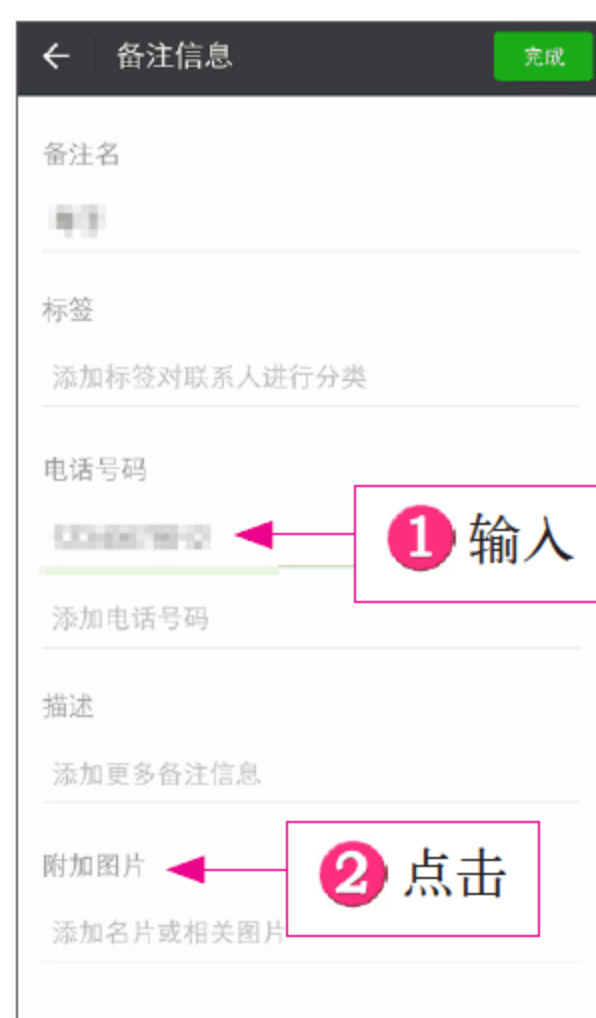 备注信息
完成
备注名
标签
添加标签对联系人进行分类
电话号码
1 输入
添加电话号码
描述
添加更多备注信息
附加图片
2 点击
添加名片或相关图片